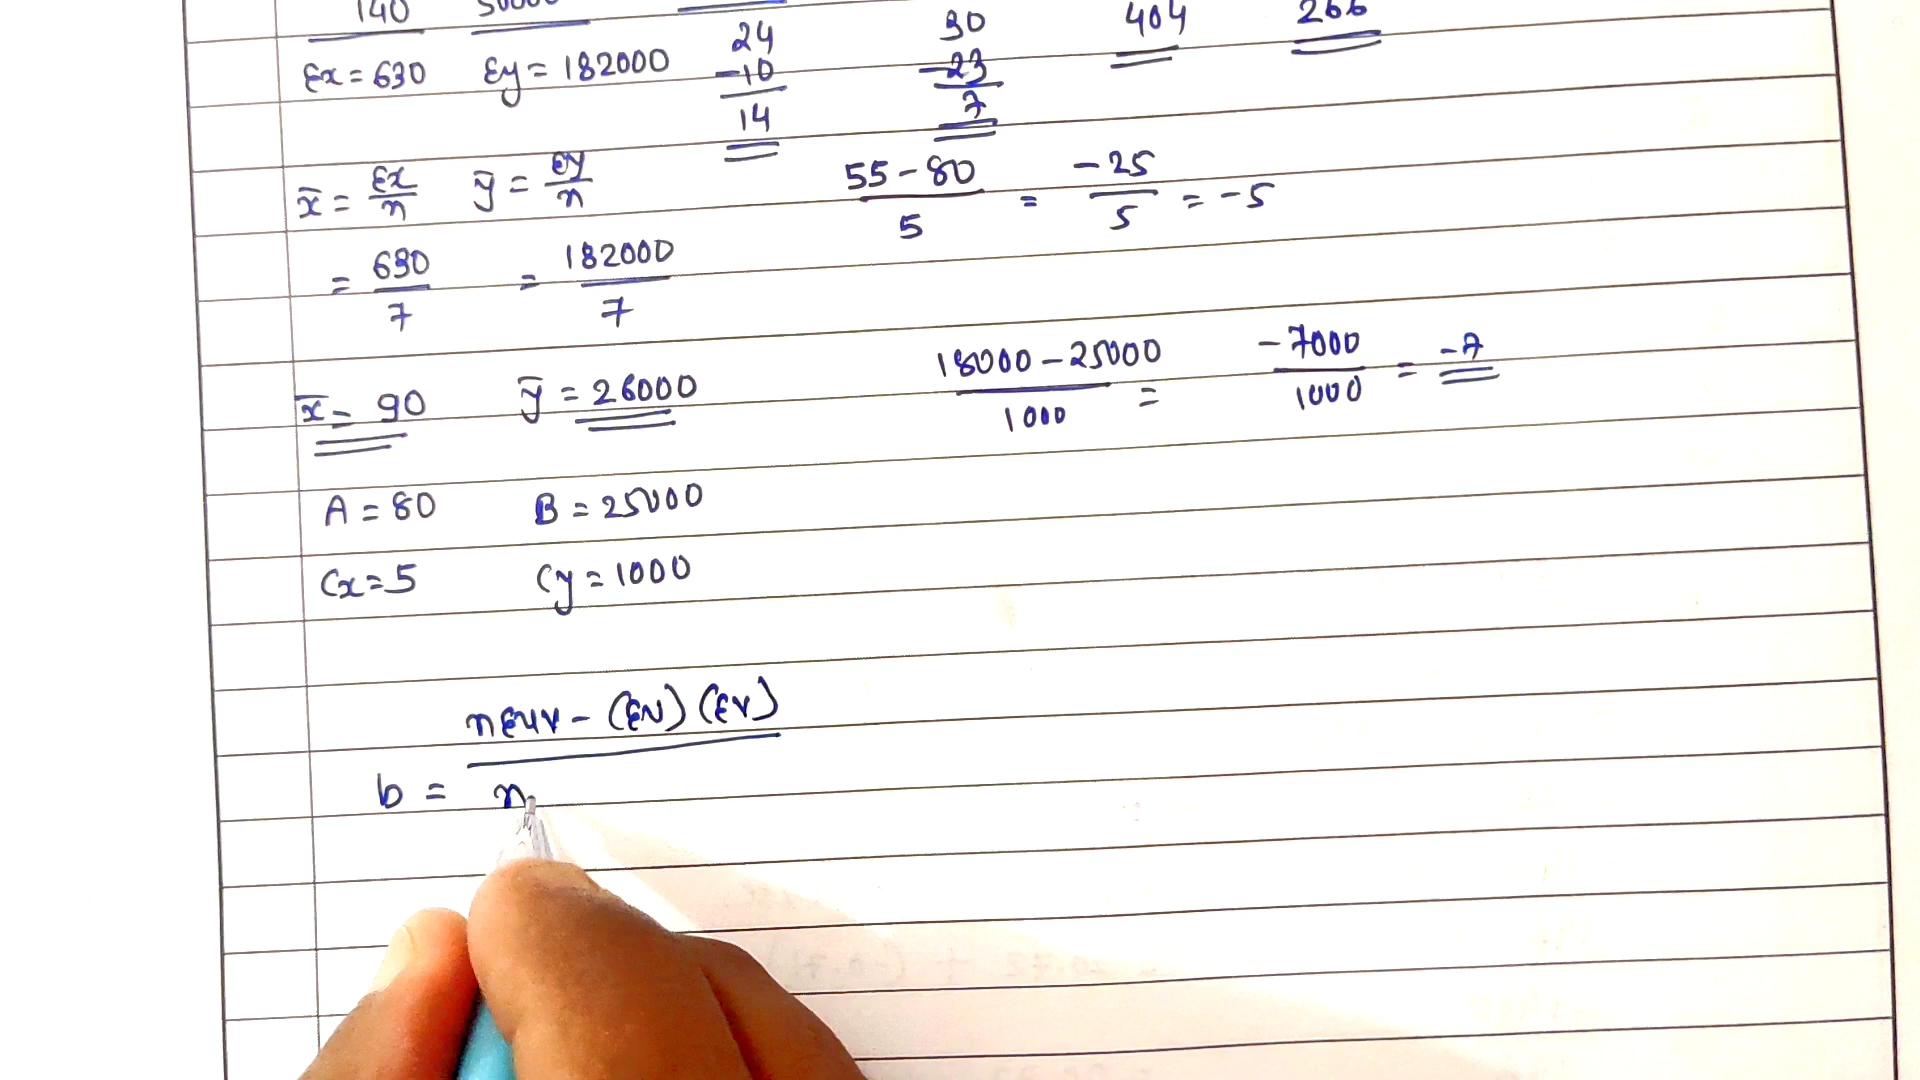 140 50000
Σx = 630 Σy = 182000 24 30 404 266
-10 -23
14 7
x̄ = Σx/n ȳ = Σy/n 55-80/5 = -25/5 = -5
= 630/7 = 182000/7
x̄ = 90 ȳ = 26000 18000-25000/1000 = -7000/1000 = -7
A = 80 B = 25000
Cx = 5 Cy = 1000
nΣuv - (Σu)(Σv)
b = n